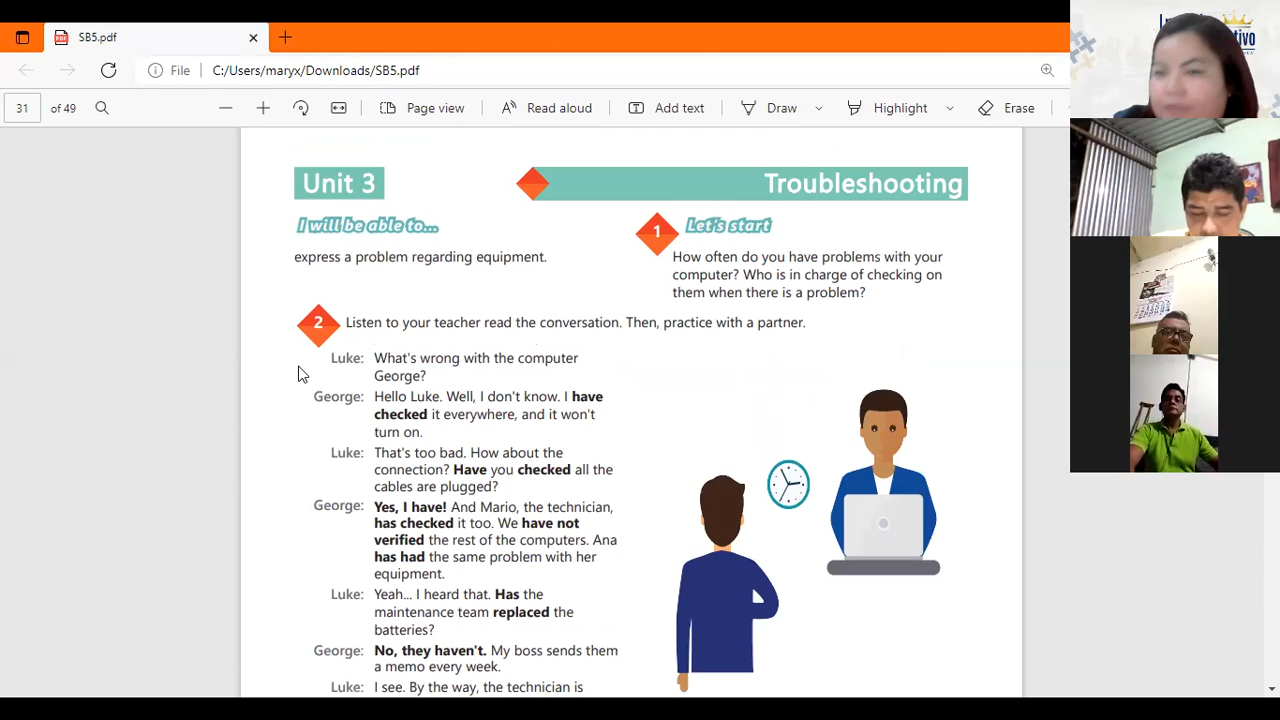 SB5.pdf
File C:/Users/maryx/Downloads/SB5.pdf
31 of 49 Page view Read aloud Add text Draw Highlight Erase
Unit 3 Troubleshooting
I will be able to...
express a problem regarding equipment.
1 Let's start
How often do you have problems with your
computer? Who is in charge of checking on
them when there is a problem?
2 Listen to your teacher read the conversation. Then, practice with a partner.
Luke: What's wrong with the computer
George?
George: Hello Luke. Well, I don't know. I have
checked it everywhere, and it won't
turn on.
Luke: That's too bad. How about the
connection? Have you checked all the
cables are plugged?
George: Yes, I have! And Mario, the technician,
has checked it too. We have not
verified the rest of the computers. Ana
has had the same problem with her
equipment.
Luke: Yeah... I heard that. Has the
maintenance team replaced the
batteries?
George: No, they haven't. My boss sends them
a memo every week.
Luke: I see. By the way, the technician is